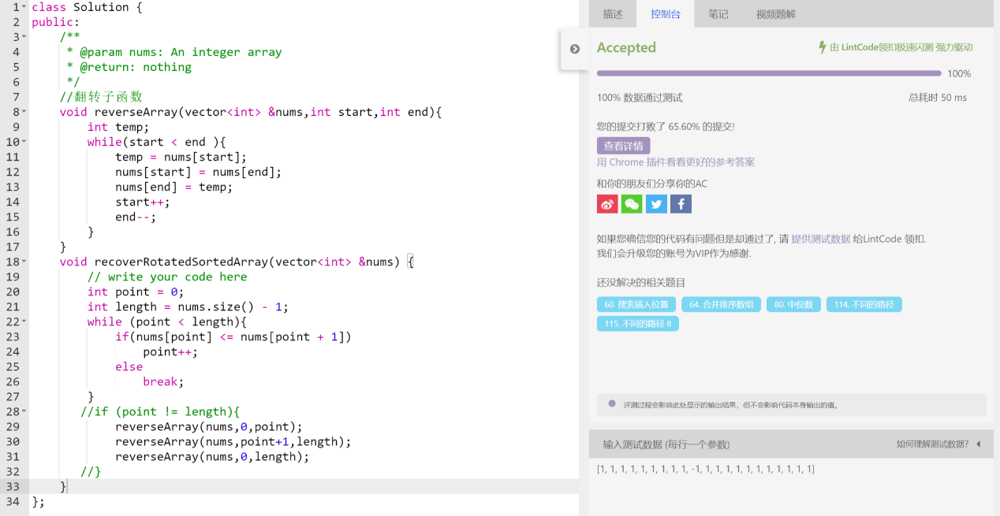 1 class Solution {
2 public:
3     /**
4      * @param nums: An integer array
5      * @return: nothing
6      */
7     //翻转子函数
8     void reverseArray(vector<int> &nums,int start,int end){
9         int temp;
10         while(start < end ){
11             temp = nums[start];
12             nums[start] = nums[end];
13             nums[end] = temp;
14             start++;
15             end--;
16         }
17     }
18     void recoverRotatedSortedArray(vector<int> &nums) {
19         // write your code here
20         int point = 0;
21         int length = nums.size() - 1;
22         while (point < length){
23             if(nums[point] <= nums[point + 1])
24                 point++;
25             else
26                 break;
27         }
28        //if (point != length){
29             reverseArray(nums,0,point);
30             reverseArray(nums,point+1,length);
31             reverseArray(nums,0,length);
32        //}
33     }
34 };
描述 控制台 笔记 视频题解
Accepted 由 LintCode领扣极速闪测 强力驱动
100%
100% 数据通过测试 总耗时 50 ms
您的提交打败了 65.60% 的提交!
查看详情
用 Chrome 插件看看更好的参考答案
和你的朋友们分享你的AC
如果您确信您的代码有问题但是却通过了, 请 提供测试数据 给LintCode 领扣.
我们会升级您的账号为VIP作为感谢.
还没解决的相关题目
60. 搜索插入位置 64. 合并排序数组 80. 中位数 114. 不同的路径
115. 不同的路径 II
评测过程会影响此处显示的输出结果，但不会影响代码本身输出的值。
输入测试数据 (每行一个参数) 如何理解测试数据?
[1, 1, 1, 1, 1, 1, 1, 1, 1, -1, 1, 1, 1, 1, 1, 1, 1, 1, 1, 1, 1]